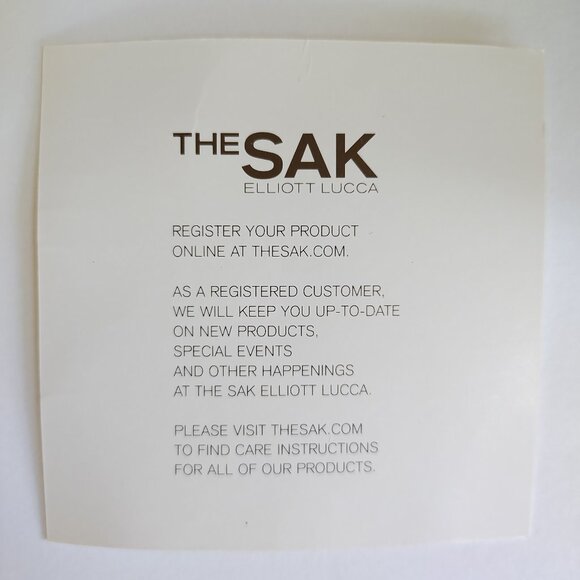 THE SAK
ELLIOTT LUCCA
REGISTER YOUR PRODUCT
ONLINE AT THESAK.COM.
AS A REGISTERED CUSTOMER,
WE WILL KEEP YOU UP-TO-DATE
ON NEW PRODUCTS,
SPECIAL EVENTS
AND OTHER HAPPENINGS
AT THE SAK ELLIOTT LUCCA.
PLEASE VISIT THESAK.COM
TO FIND CARE INSTRUCTIONS
FOR ALL OF OUR PRODUCTS.